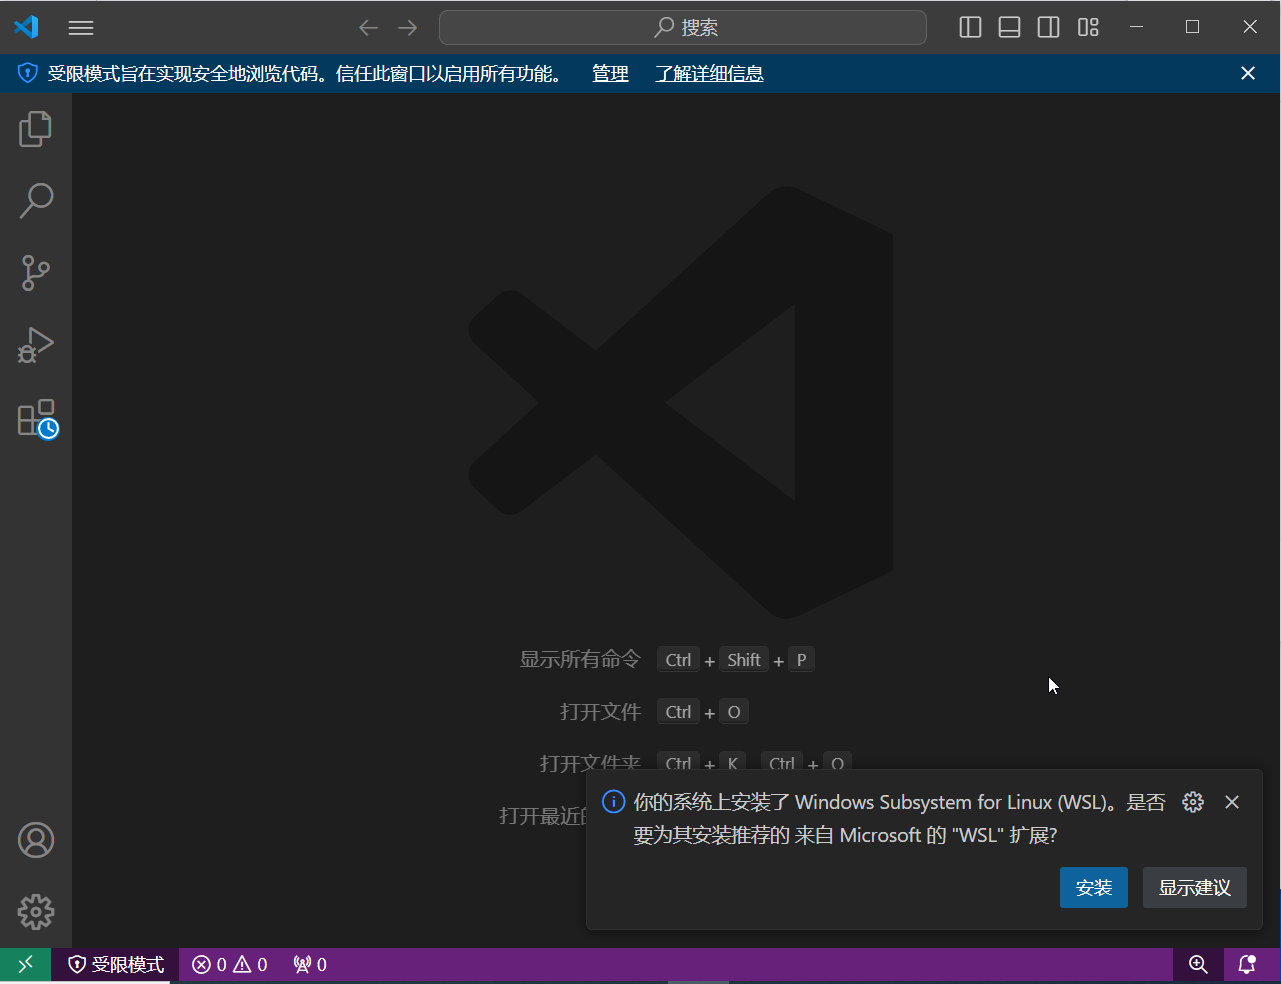 搜索
受限模式旨在实现安全地浏览代码。信任此窗口以启用所有功能。 管理 了解详细信息
显示所有命令 Ctrl + Shift + P
打开文件 Ctrl + O
打开文件夹 Ctrl + K Ctrl + O
打开最近的
你的系统上安装了 Windows Subsystem for Linux (WSL)。是否
要为其安装推荐的 来自 Microsoft 的 "WSL" 扩展?
安装 显示建议
受限模式 0 0 0